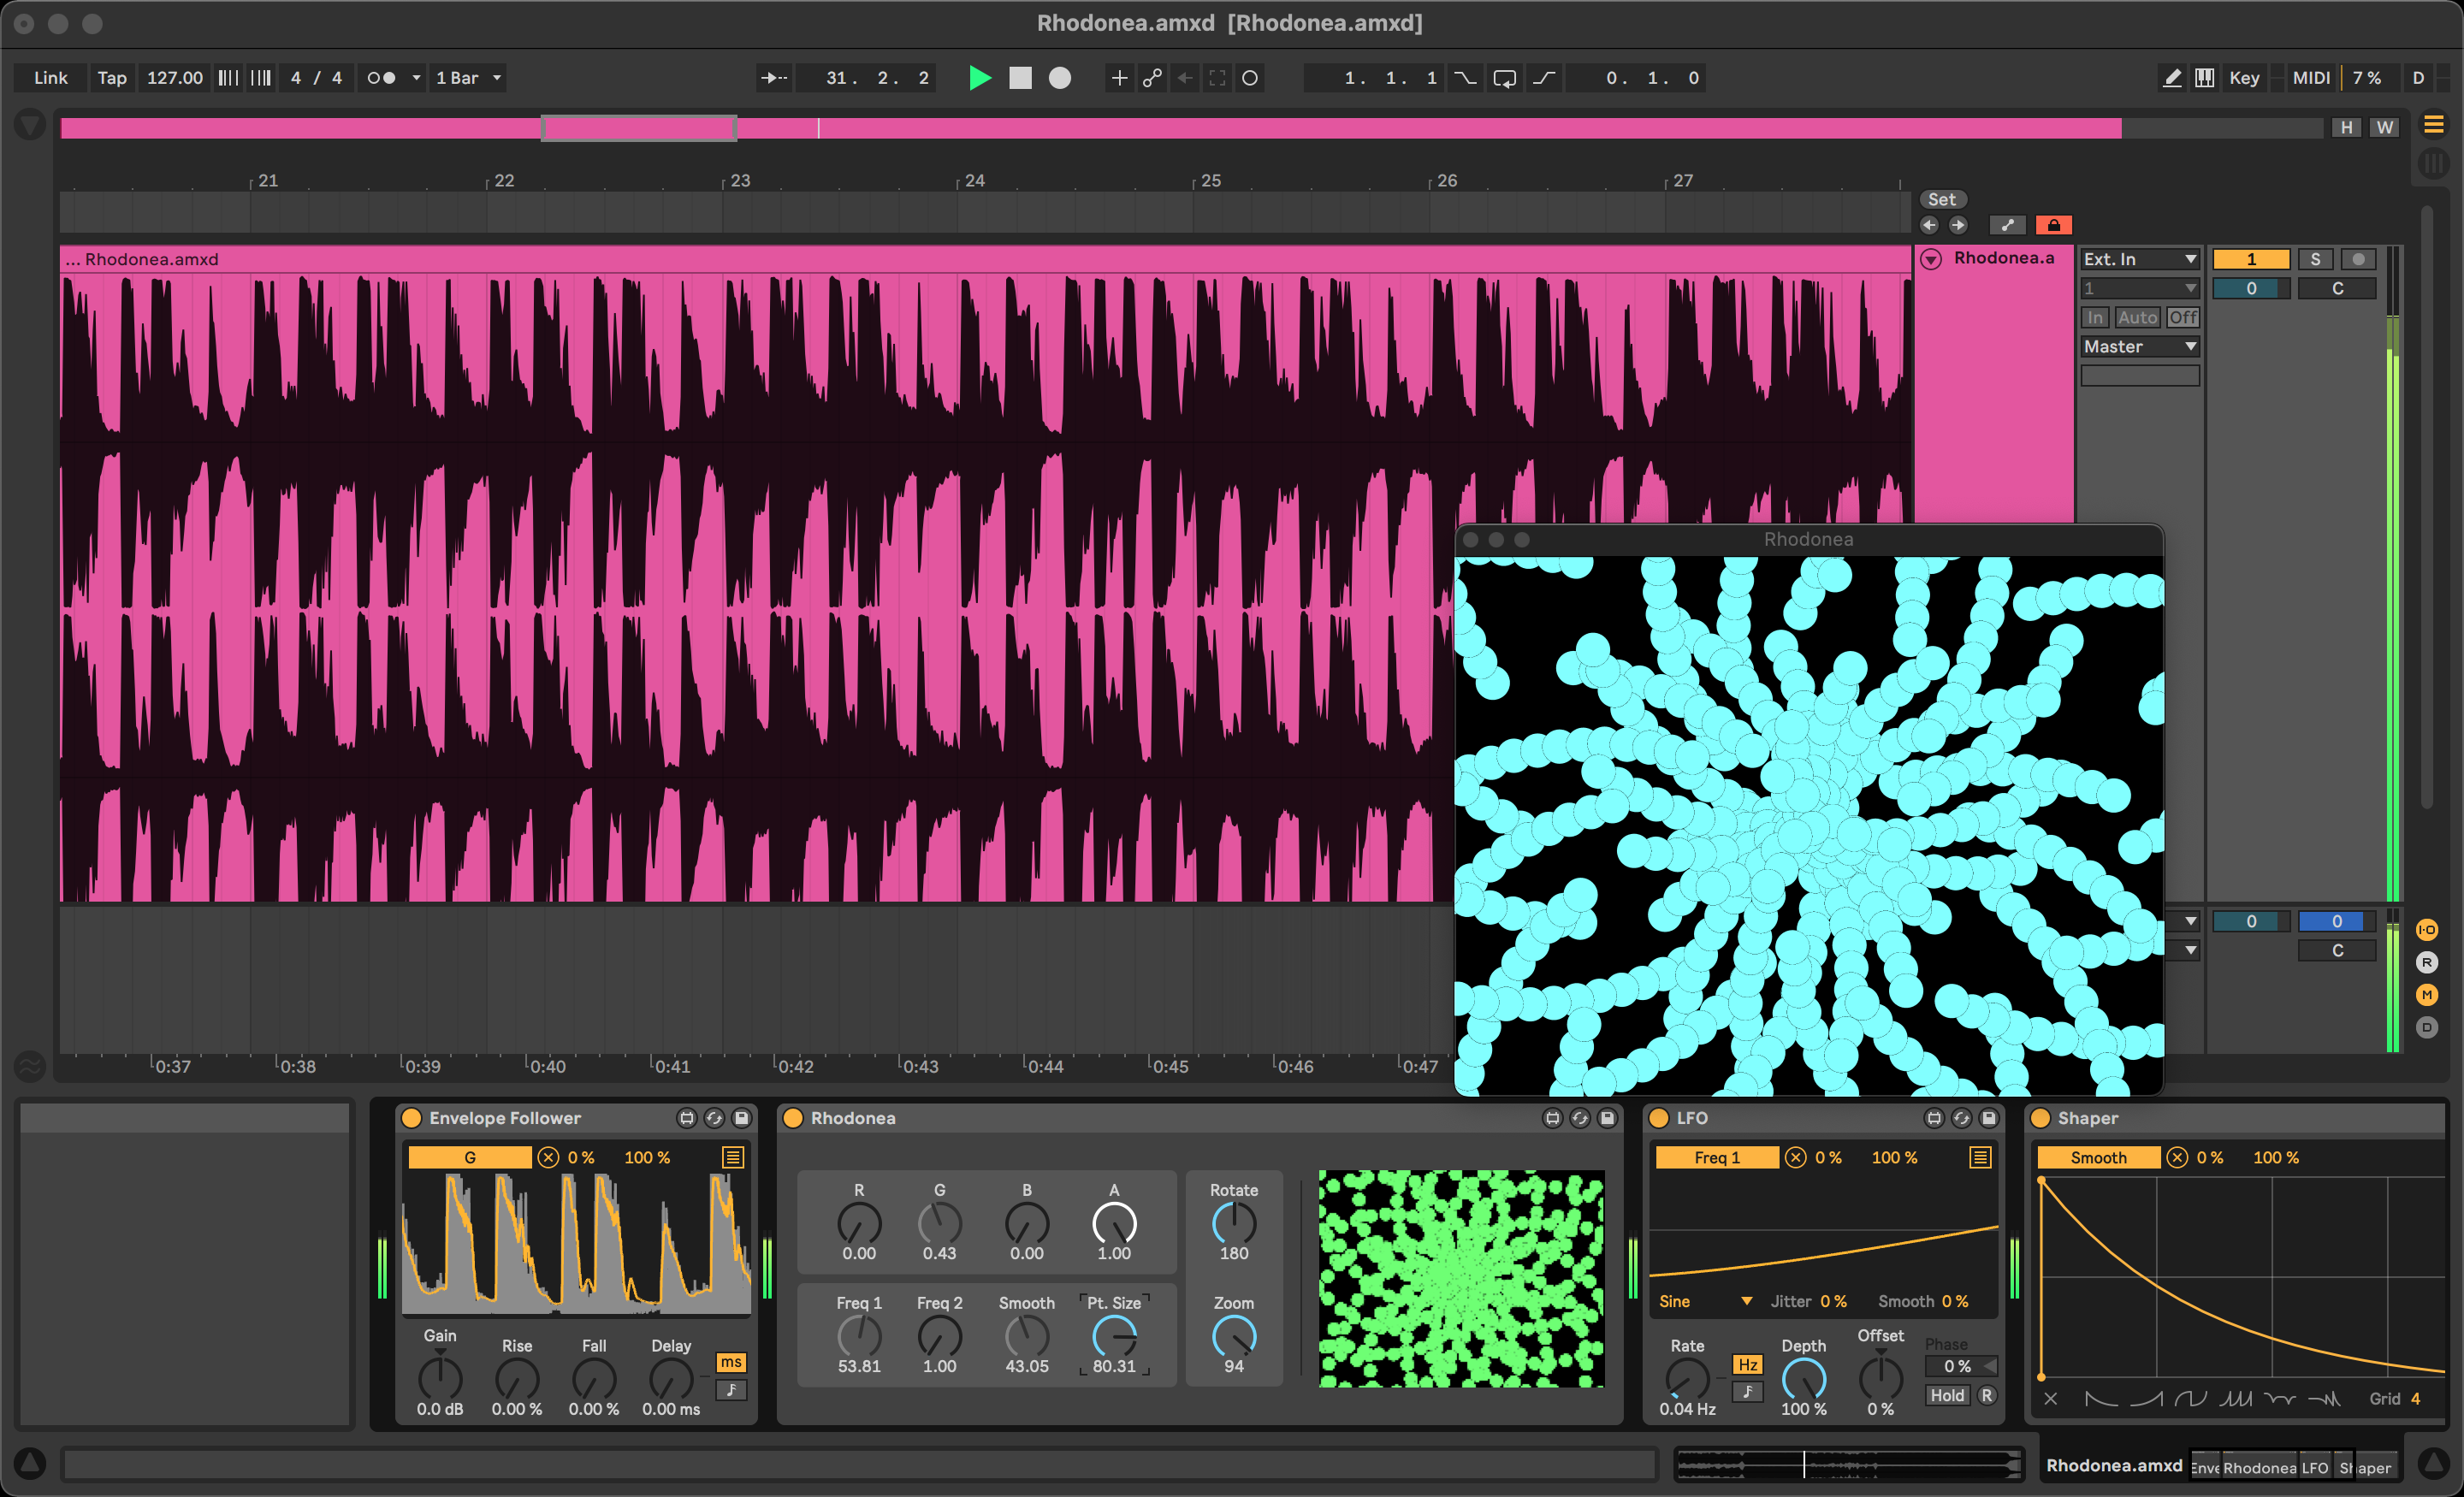 Rhodonea.amxd [Rhodonea.amxd]
Link Tap 127.00 4 / 4 1 Bar 31. 2. 2 1. 1. 1 0. 1. 0 Key MIDI 7 % D
H W
21 22 23 24 25 26 27
Set
... Rhodonea.amxd
Rhodonea.a
Ext. In
1
In Auto Off
Master
1 S
0 C
Rhodonea
0 0
C
I·O
R
M
D
0:37 0:38 0:39 0:40 0:41 0:42 0:43 0:44 0:45 0:46 0:47
Envelope Follower
G 0 % 100 %
Gain Rise Fall Delay
ms
0.0 dB 0.00 % 0.00 % 0.00 ms
Rhodonea
R G B A Rotate
0.00 0.43 0.00 1.00 180
Freq 1 Freq 2 Smooth Pt. Size Zoom
53.81 1.00 43.05 80.31 94
LFO
Freq 1 0 % 100 %
Sine Jitter 0 % Smooth 0 %
Rate Depth Offset Phase
Hz
0 %
Hold R
0.04 Hz 100 % 0 %
Shaper
Smooth 0 % 100 %
Grid 4
Rhodonea.amxd Enve Rhodonea LFO Shaper